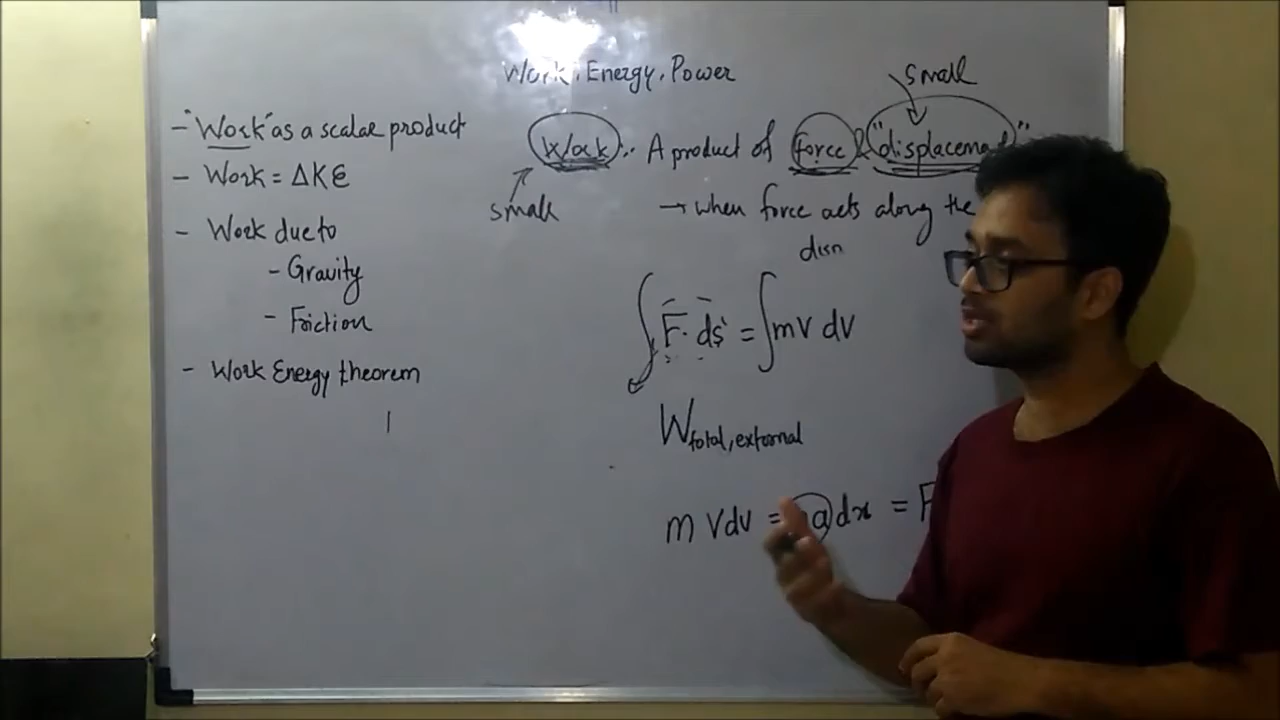 Work, Energy, Power
- "Work" as a scalar product
- Work = ΔKE
- Work due to
- Gravity
- Friction
- Work Energy theorem
small
Work :- A product of force & "displacement"
small
→ when force acts along the
disn
∫ F⃗ · ds⃗ = ∫ mv dv
W total, external
m vdv = a dx = F